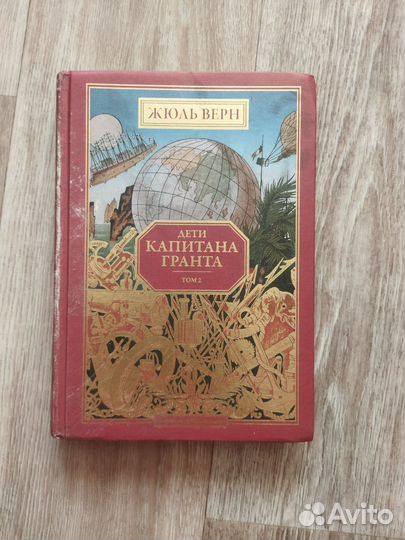 ЖЮЛЬ ВЕРН
ДЕТИ
КАПИТАНА
ГРАНТА
ТОМ 2
Avito